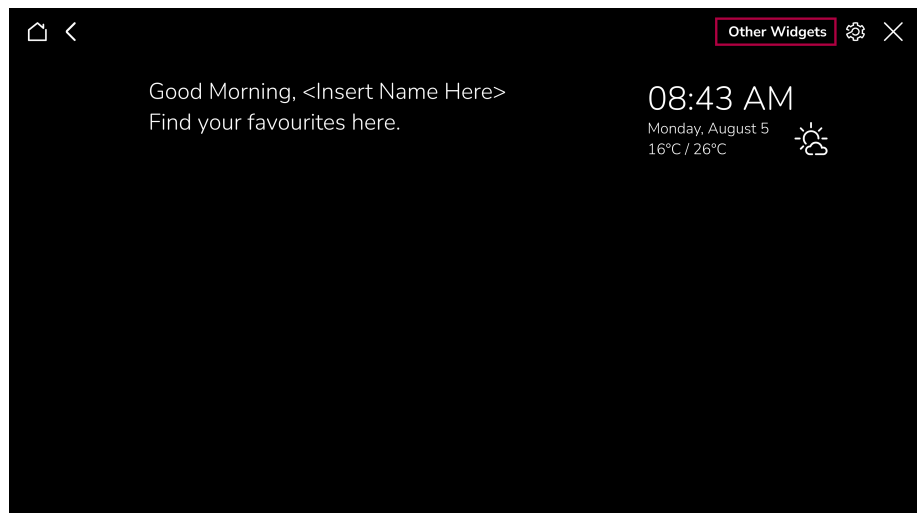 Other Widgets
Good Morning, <Insert Name Here>
Find your favourites here.
08:43 AM
Monday, August 5
16°C / 26°C